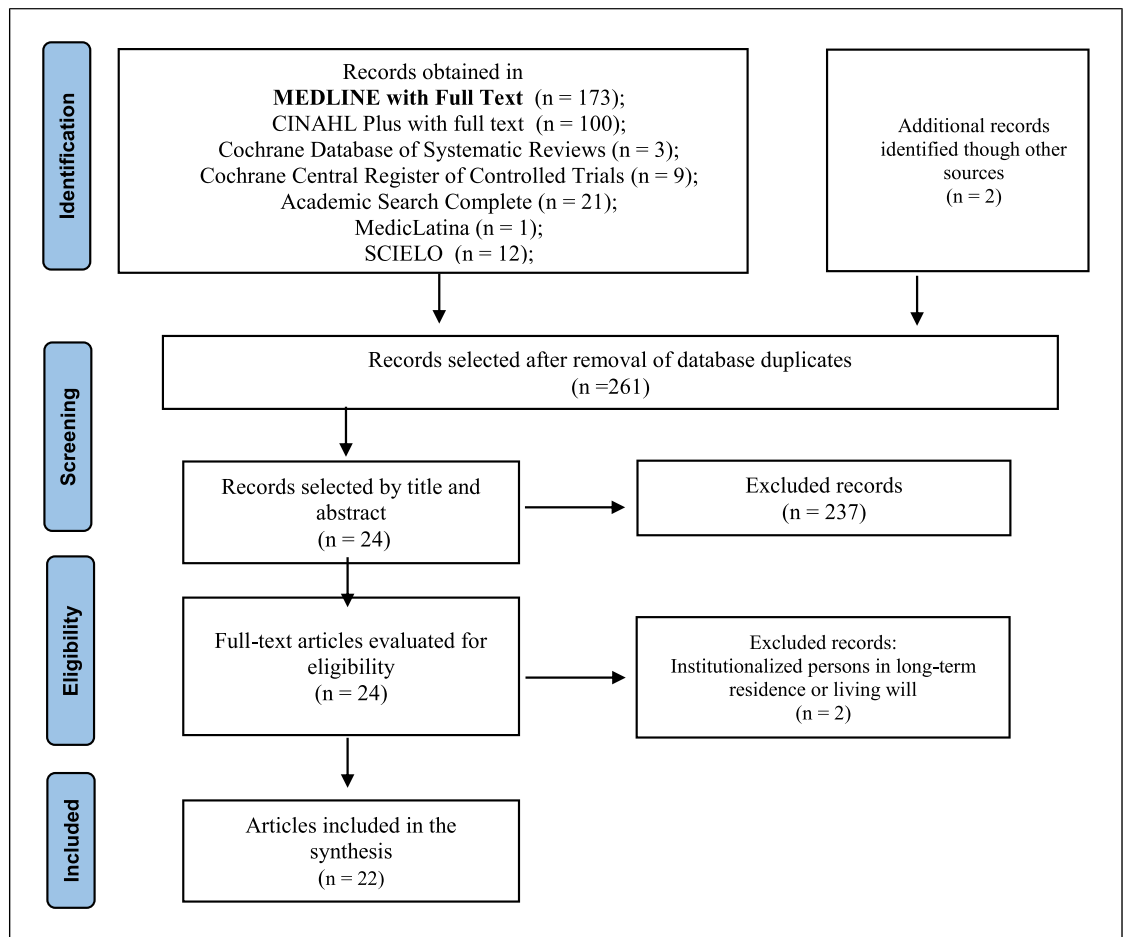 Identification
Records obtained in
MEDLINE with Full Text (n = 173);
CINAHL Plus with full text (n = 100);
Cochrane Database of Systematic Reviews (n = 3);
Cochrane Central Register of Controlled Trials (n = 9);
Academic Search Complete (n = 21);
MedicLatina (n = 1);
SCIELO (n = 12);
Additional records
identified though other
sources
(n = 2)
Screening
Records selected after removal of database duplicates
(n =261)
Records selected by title and
abstract
(n = 24)
Excluded records
(n = 237)
Eligibility
Full-text articles evaluated for
eligibility
(n = 24)
Excluded records:
Institutionalized persons in long-term
residence or living will
(n = 2)
Included
Articles included in the
synthesis
(n = 22)